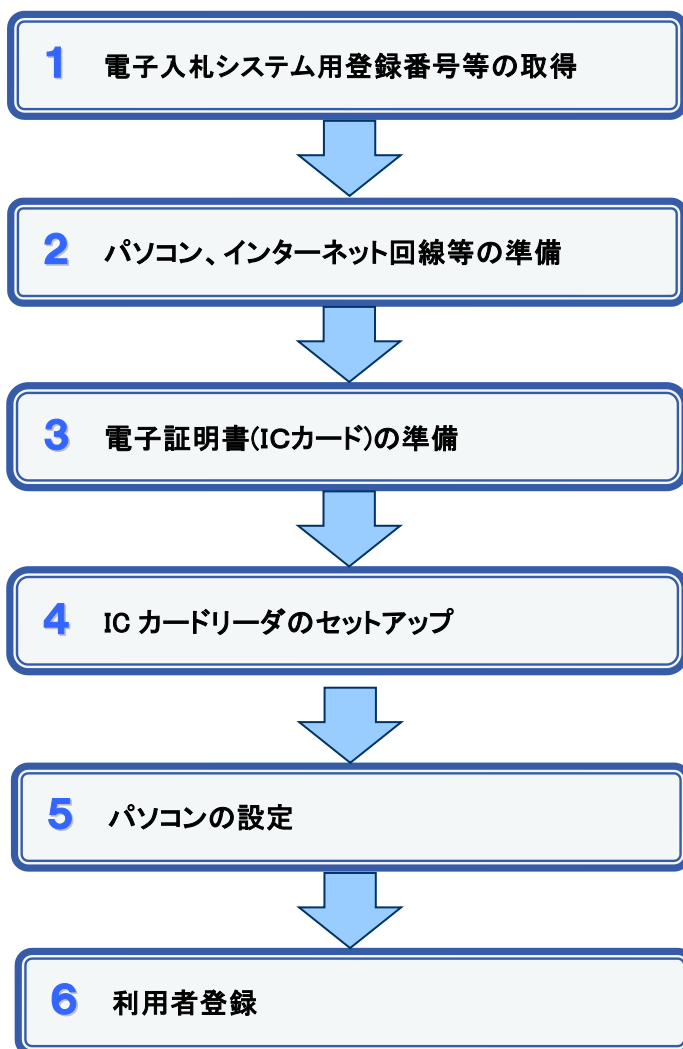 1 電子入札システム用登録番号等の取得
2 パソコン、インターネット回線等の準備
3 電子証明書(ICカード)の準備
4 IC カードリーダのセットアップ
5 パソコンの設定
6 利用者登録